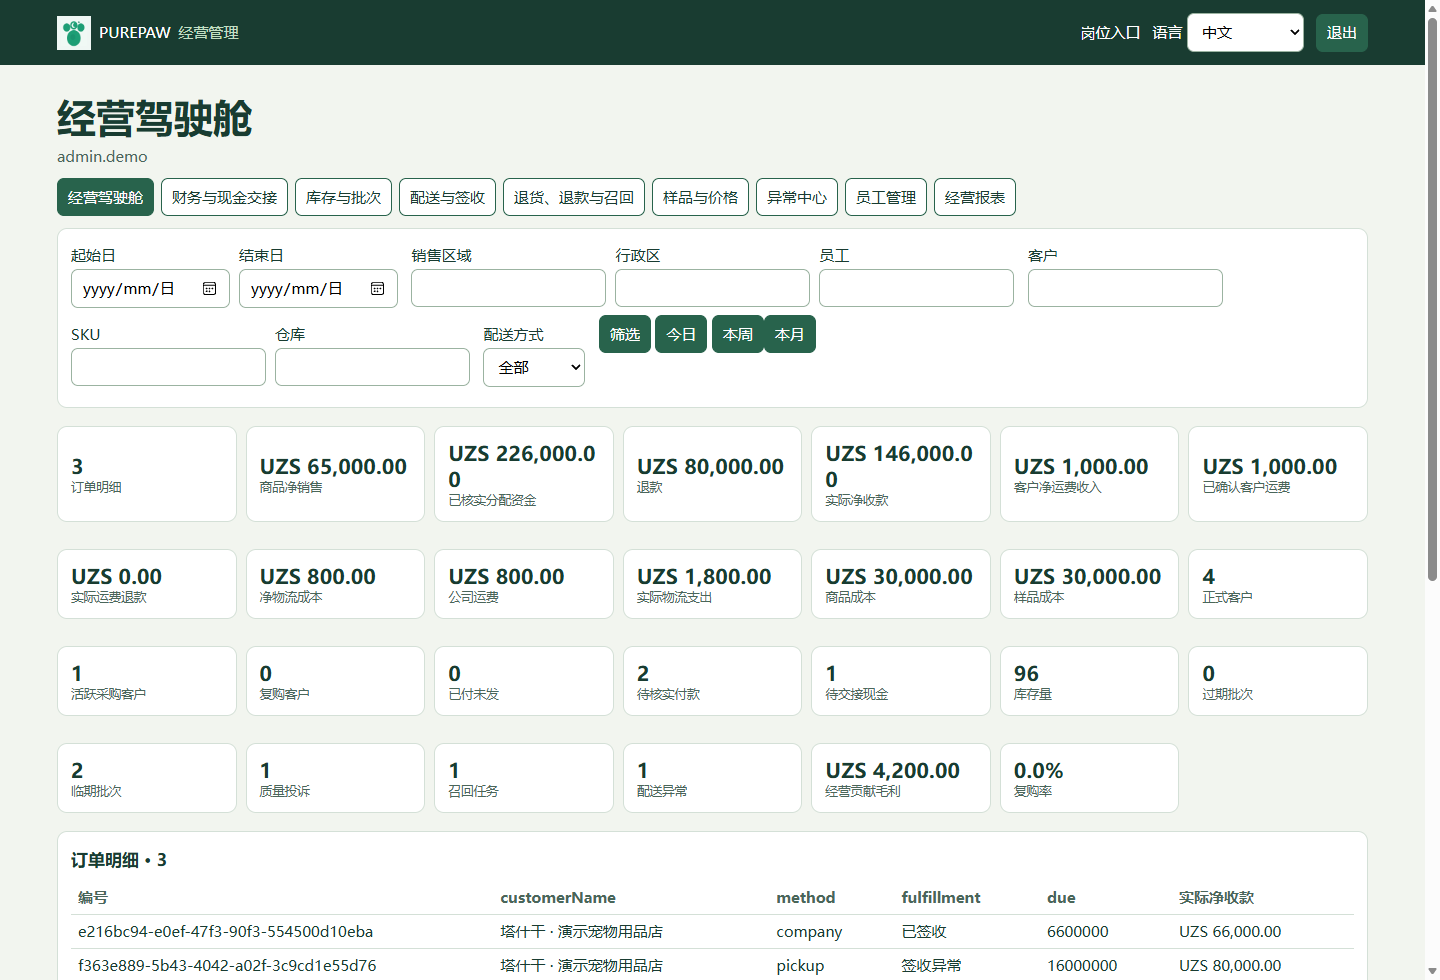 PUREPAW 经营管理
岗位入口 语言 中文 退出
经营驾驶舱
admin.demo
经营驾驶舱 财务与现金交接 库存与批次 配送与签收 退货、退款与召回 样品与价格 异常中心 员工管理 经营报表
起始日 结束日 销售区域 行政区 员工 客户
yyyy/mm/日 yyyy/mm/日
SKU 仓库 配送方式 筛选 今日 本周 本月
全部
3
订单明细
UZS 65,000.00
商品净销售
UZS 226,000.0
0
已核实分配资金
UZS 80,000.00
退款
UZS 146,000.0
0
实际净收款
UZS 1,000.00
客户净运费收入
UZS 1,000.00
已确认客户运费
UZS 0.00
实际运费退款
UZS 800.00
净物流成本
UZS 800.00
公司运费
UZS 1,800.00
实际物流支出
UZS 30,000.00
商品成本
UZS 30,000.00
样品成本
4
正式客户
1
活跃采购客户
0
复购客户
0
已付未发
2
待核实付款
1
待交接现金
96
库存量
0
过期批次
2
临期批次
1
质量投诉
1
召回任务
1
配送异常
UZS 4,200.00
经营贡献毛利
0.0%
复购率
订单明细 • 3
编号 customerName method fulfillment due 实际净收款
e216bc94-e0ef-47f3-90f3-554500d10eba 塔什干 · 演示宠物用品店 company 已签收 6600000 UZS 66,000.00
f363e889-5b43-4042-a02f-3c9cd1e55d76 塔什干 · 演示宠物用品店 pickup 签收异常 16000000 UZS 80,000.00